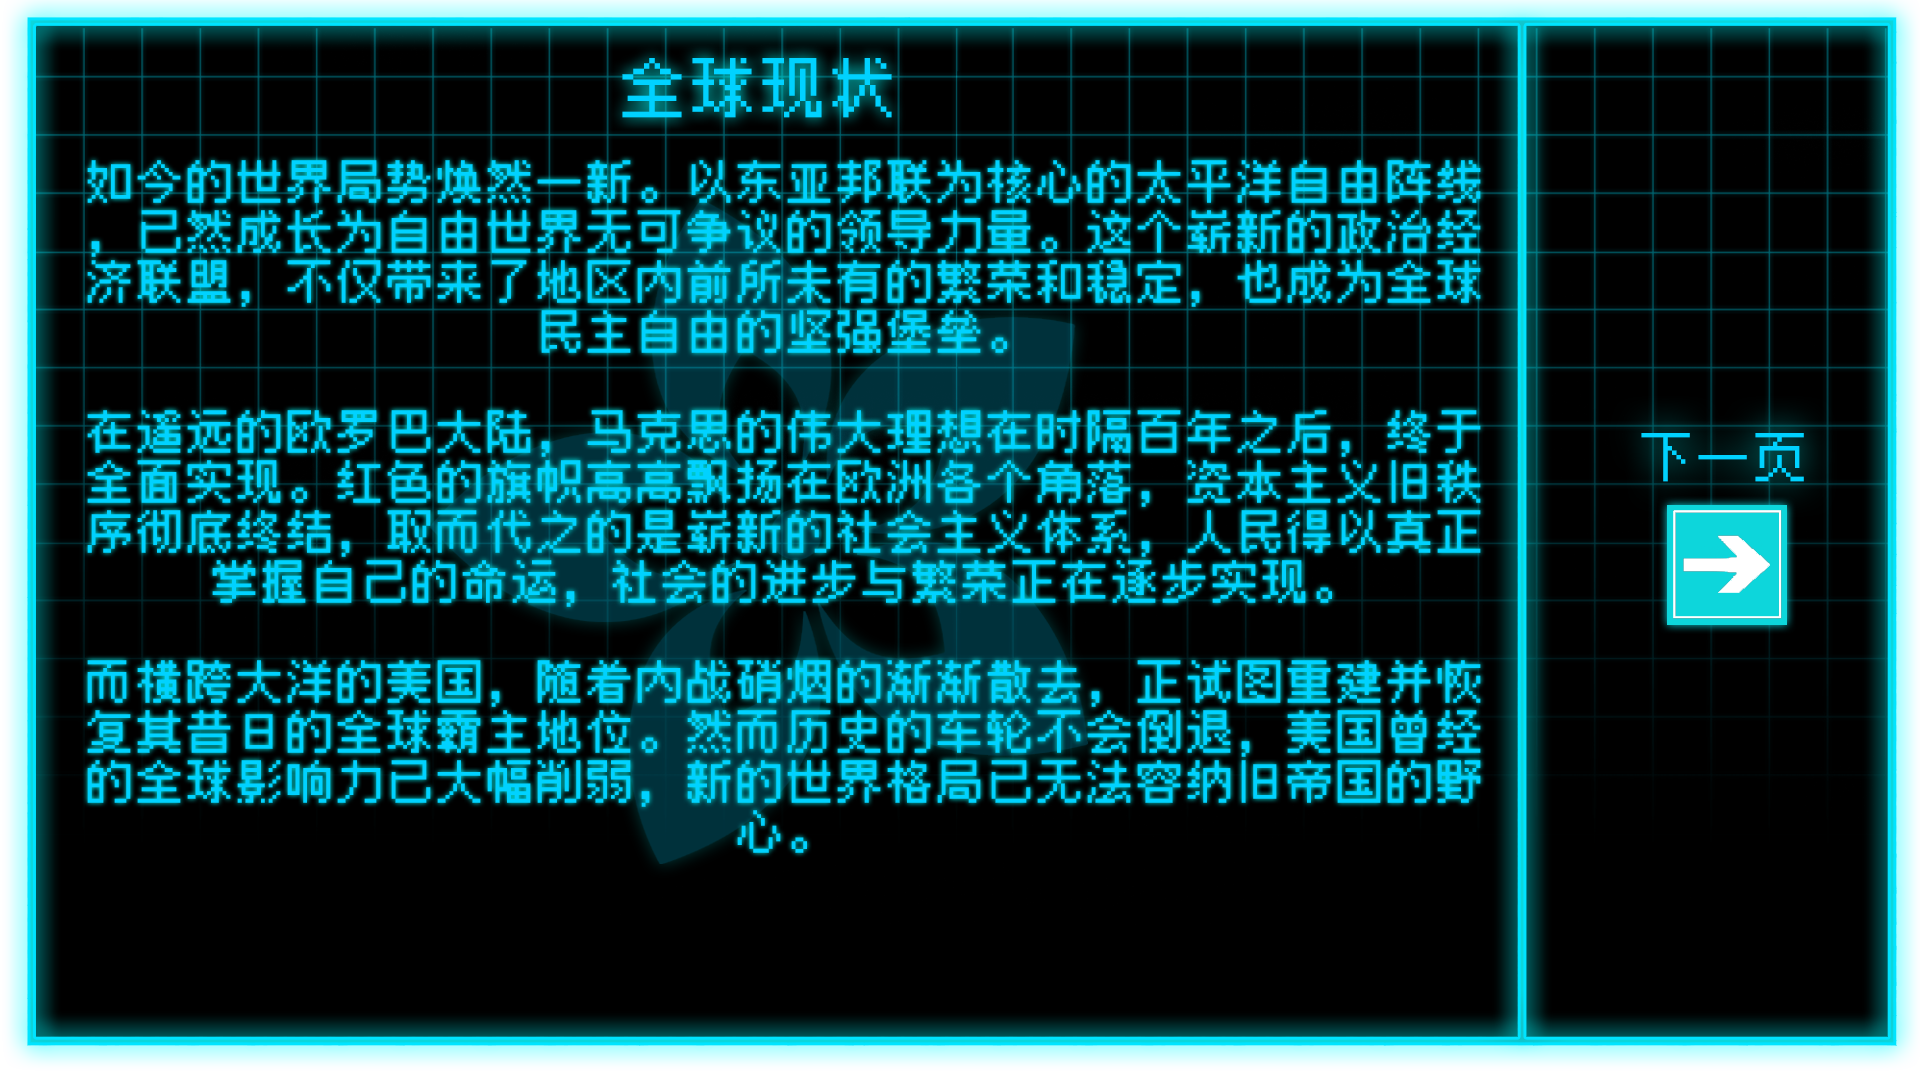 全球现状
如今的世界局势焕然一新。以东亚邦联为核心的太平洋自由阵线
，已然成长为自由世界无可争议的领导力量。这个崭新的政治经
济联盟，不仅带来了地区内前所未有的繁荣和稳定，也成为全球
民主自由的坚强堡垒。
在遥远的欧罗巴大陆，马克思的伟大理想在时隔百年之后，终于
全面实现。红色的旗帜高高飘扬在欧洲各个角落，资本主义旧秩
序彻底终结，取而代之的是崭新的社会主义体系，人民得以真正
掌握自己的命运，社会的进步与繁荣正在逐步实现。
而横跨大洋的美国，随着内战硝烟的渐渐散去，正试图重建并恢
复其昔日的全球霸主地位。然而历史的车轮不会倒退，美国曾经
的全球影响力已大幅削弱，新的世界格局已无法容纳旧帝国的野
心。
下一页